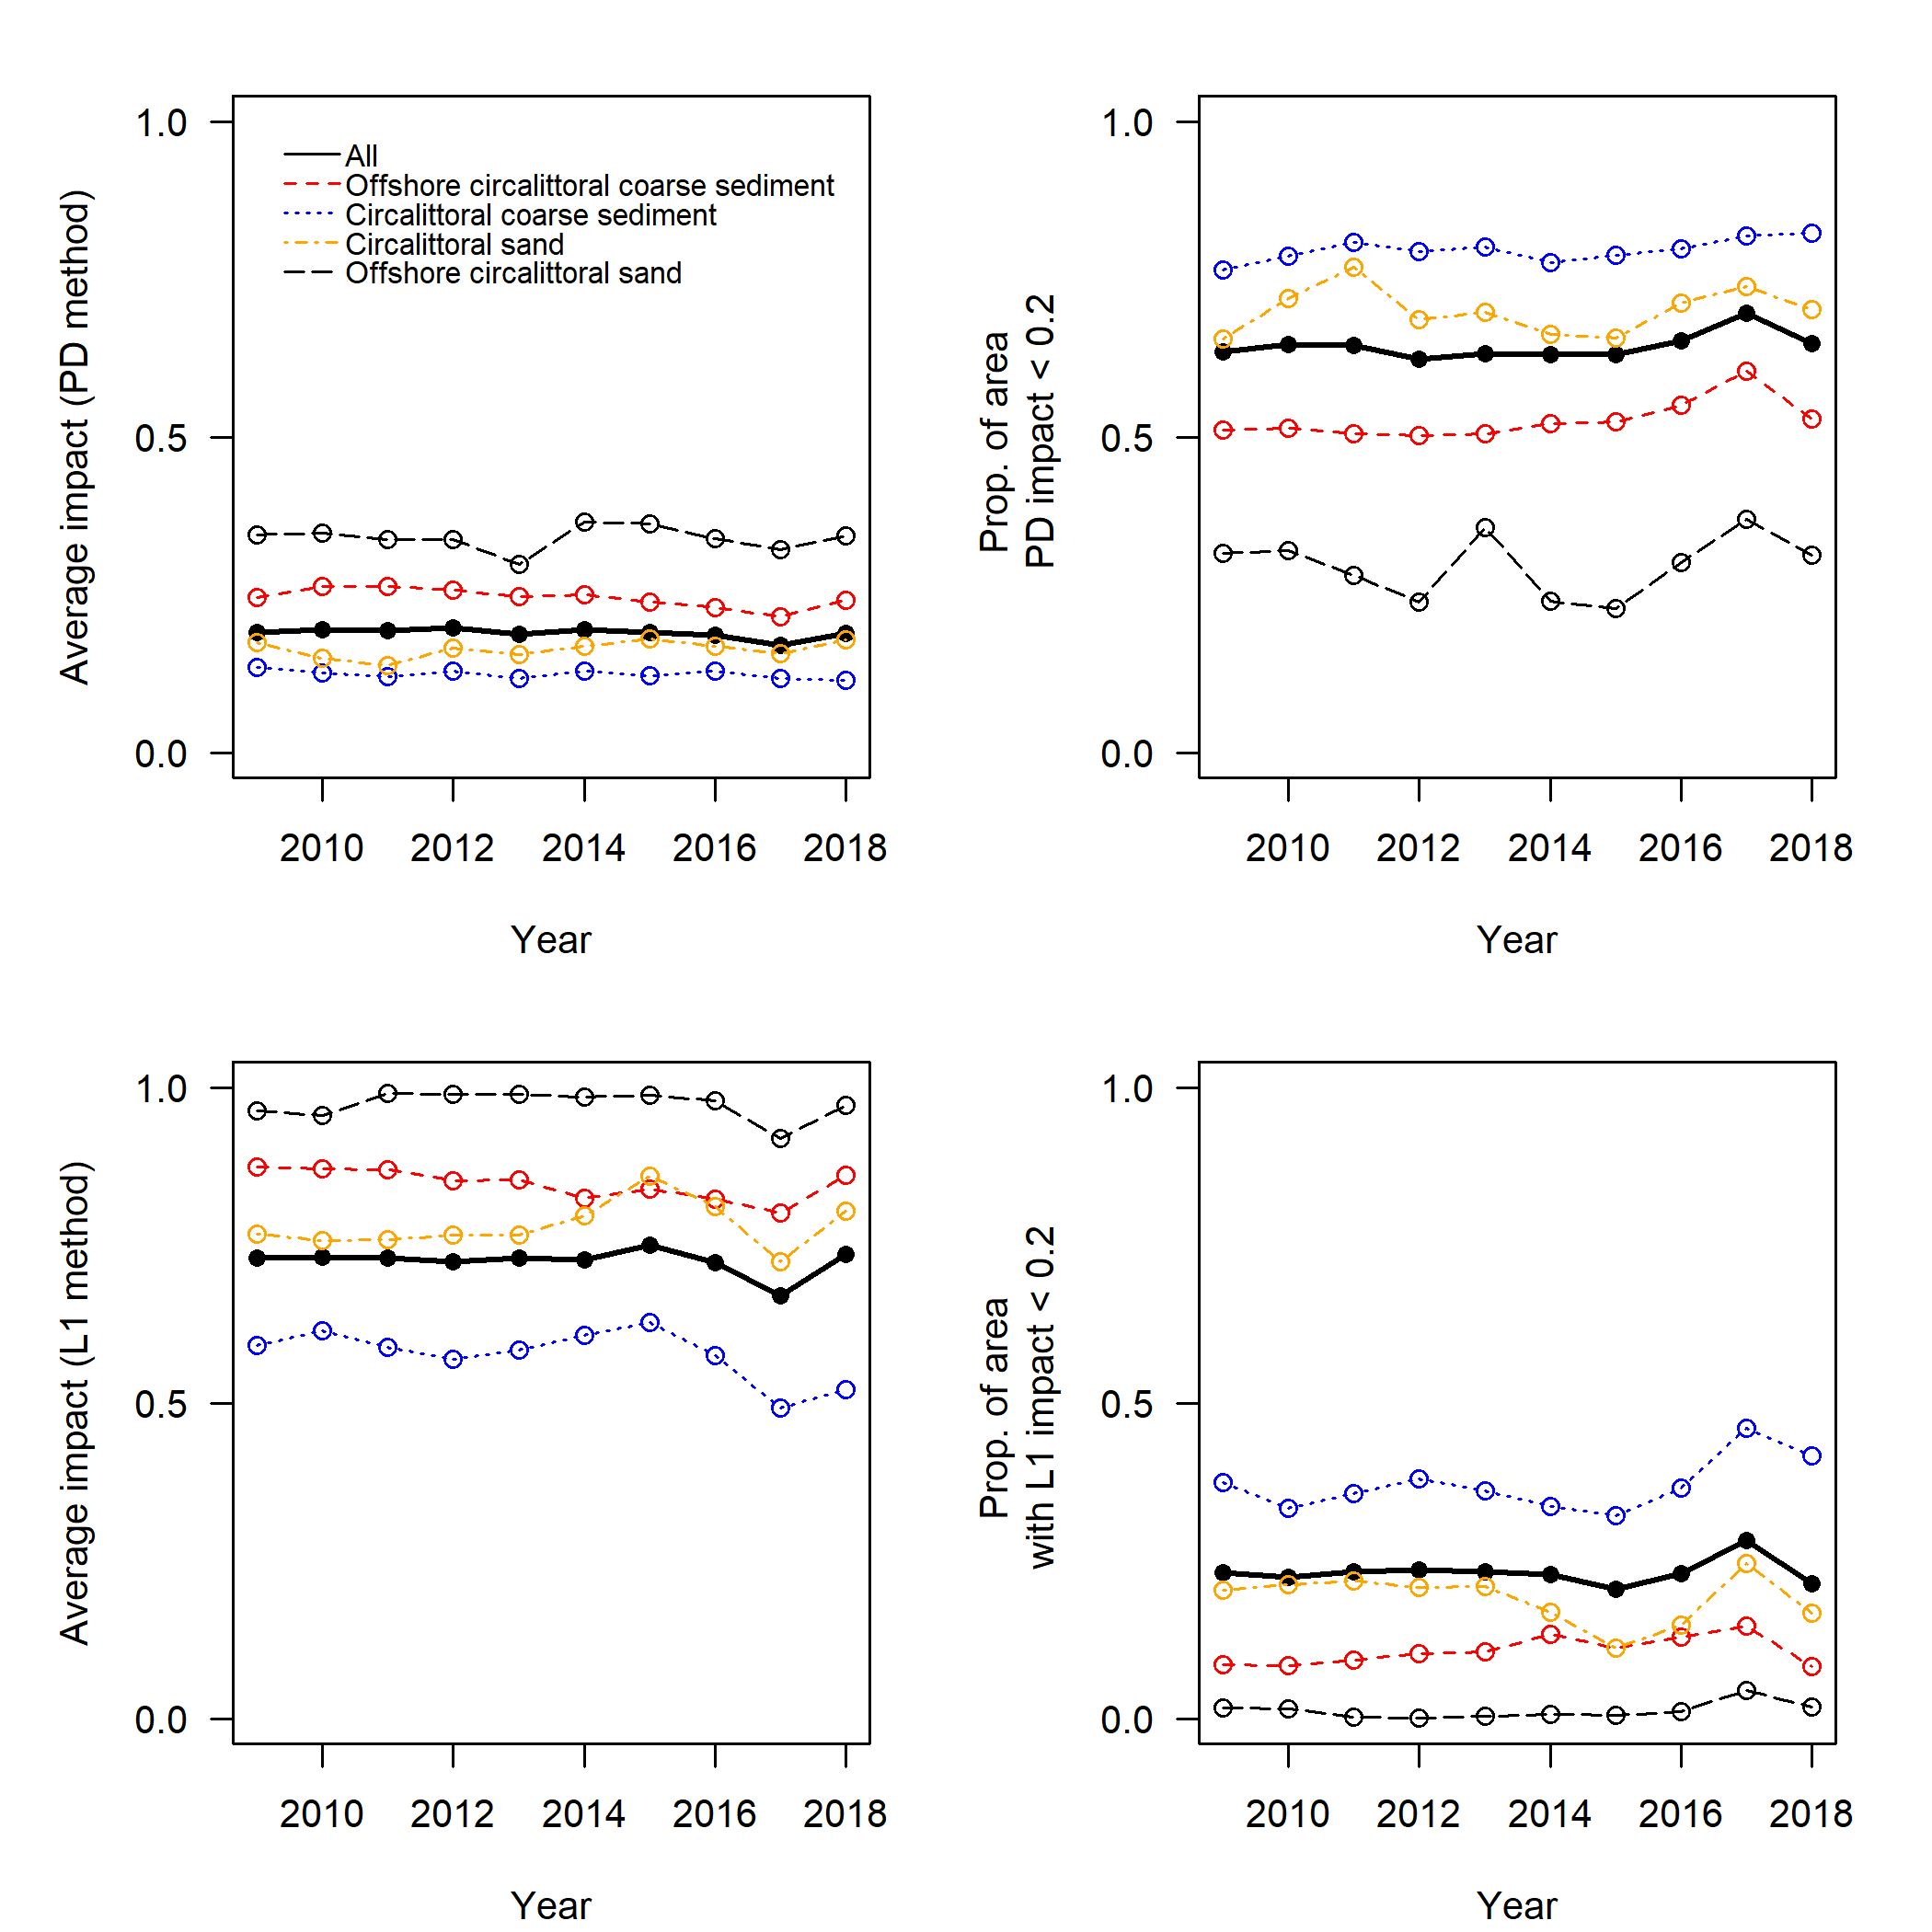 Average impact (PD method)
1.0
0.5
0.0
All
Offshore circalittoral coarse sediment
Circalittoral coarse sediment
Circalittoral sand
Offshore circalittoral sand
2010 2012 2014 2016 2018
Year
Prop. of area
PD impact < 0.2
1.0
0.5
0.0
2010 2012 2014 2016 2018
Year
Average impact (L1 method)
1.0
0.5
0.0
2010 2012 2014 2016 2018
Year
Prop. of area
with L1 impact < 0.2
1.0
0.5
0.0
2010 2012 2014 2016 2018
Year